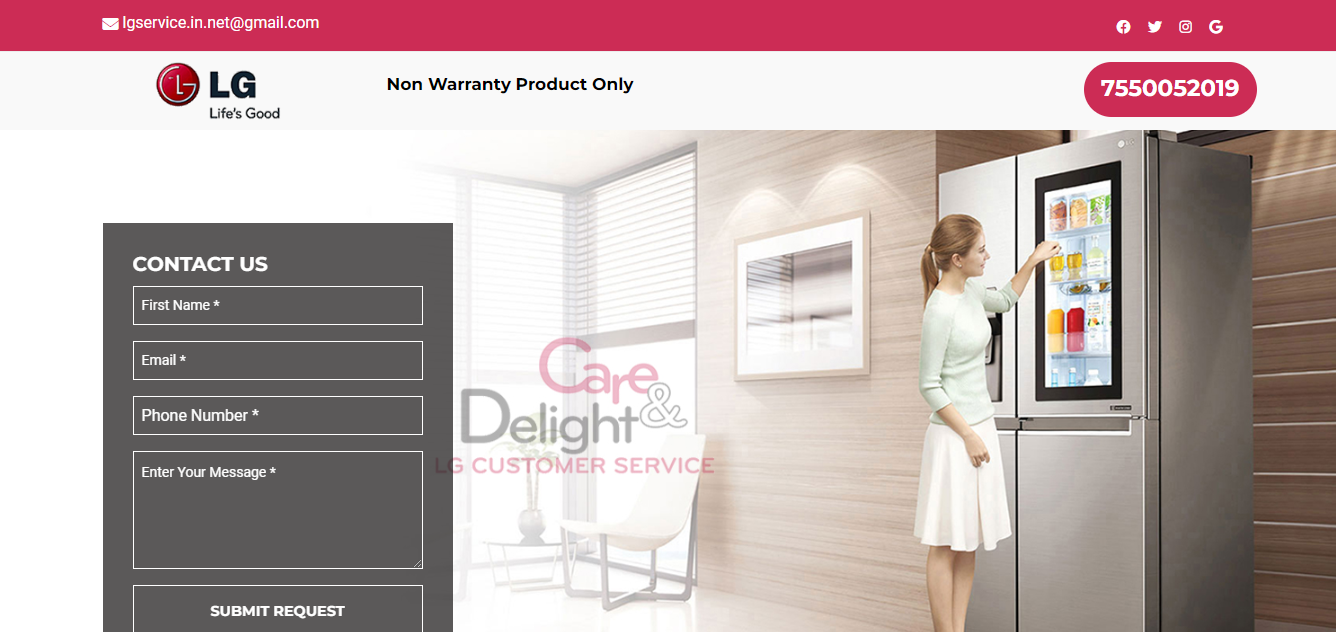 lgservice.in.net@gmail.com
LG
Life's Good
Non Warranty Product Only
7550052019
CONTACT US
First Name *
Email *
Phone Number *
Enter Your Message *
SUBMIT REQUEST
Care
& Delight
LG CUSTOMER SERVICE